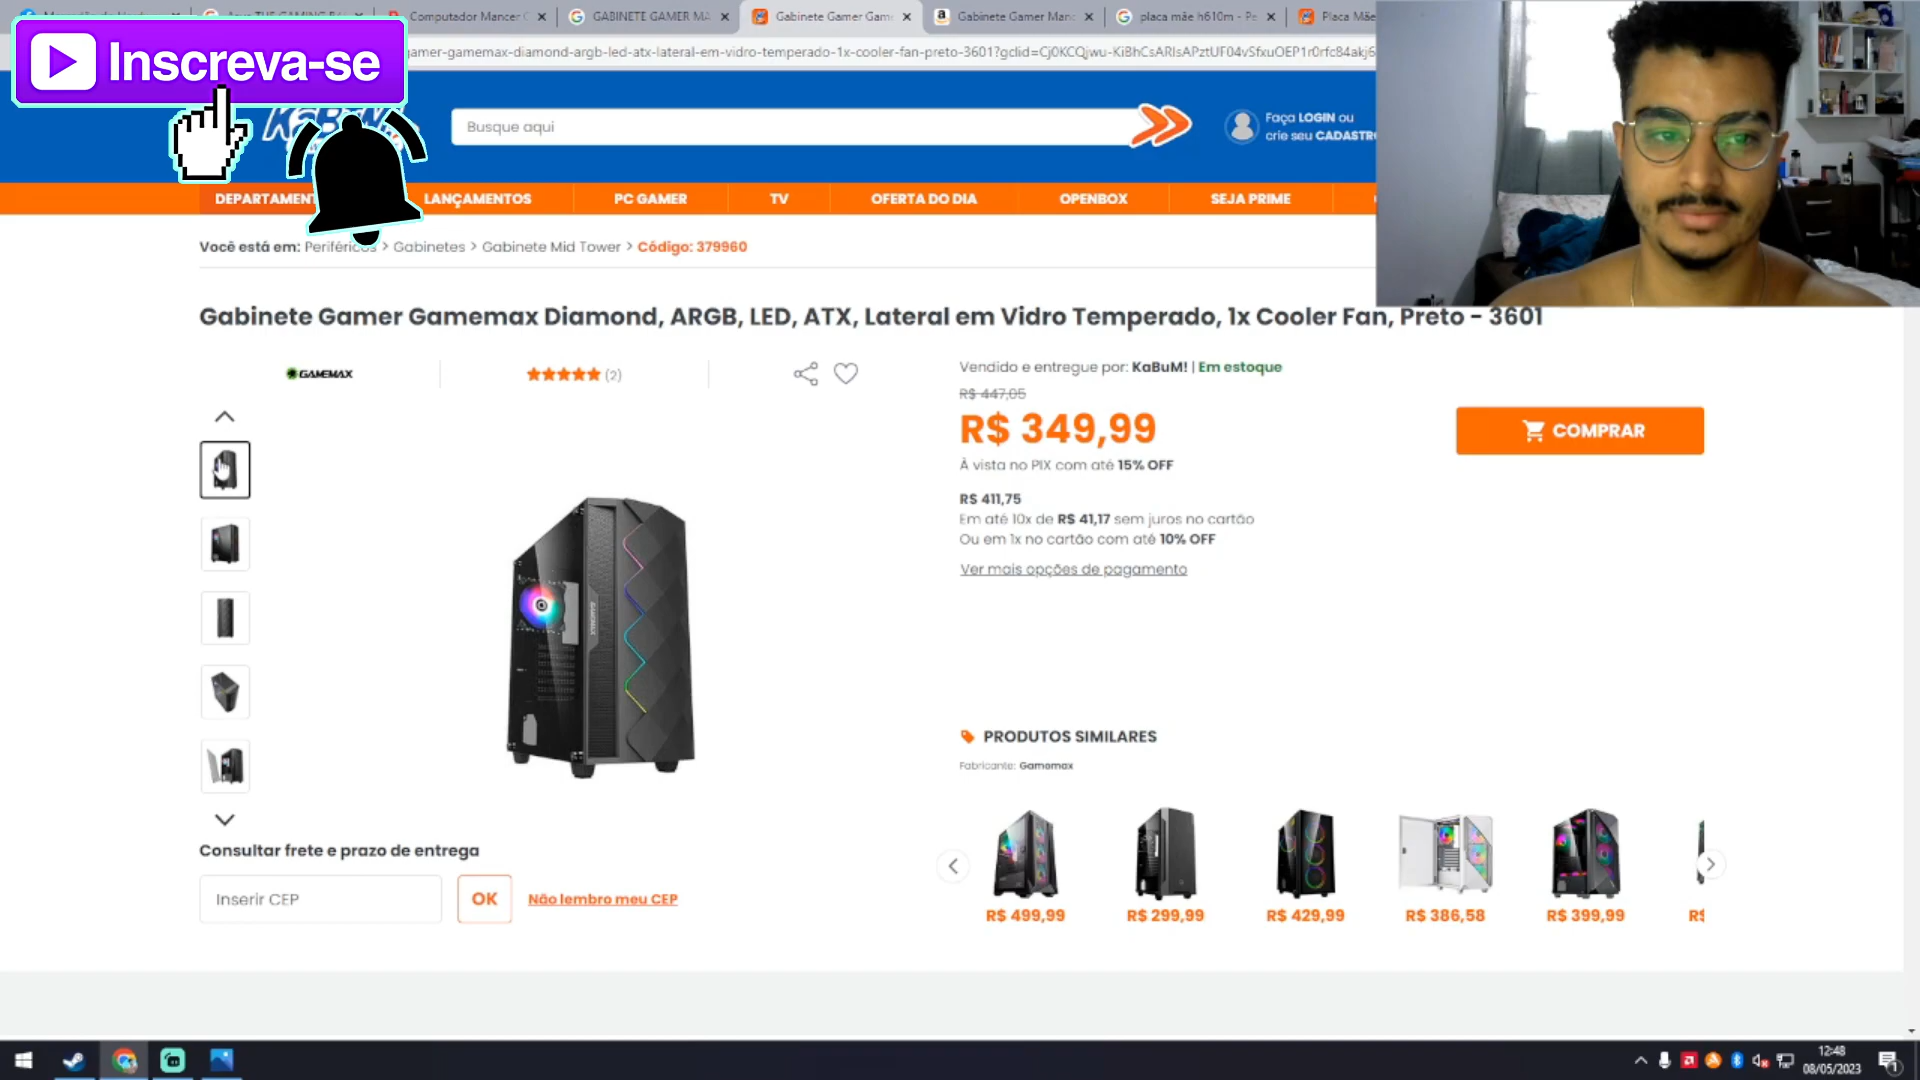 Computador Mancer
GABINETE GAMER MA
Gabinete Gamer Gam
Gabinete Gamer Manc
placa mãe h610m - Pe
Placa Mãe
Inscreva-se
gamer-gamemax-diamond-argb-led-atx-lateral-em-vidro-temperado-1x-cooler-fan-preto-3601?gclid=
KaBuM!
Busque aqui
Faça LOGIN ou
crie seu CADASTRO
DEPARTAMENT
LANÇAMENTOS
PC GAMER
TV
OFERTA DO DIA
OPENBOX
SEJA PRIME
Você está em: Periféricos > Gabinetes > Gabinete Mid Tower > Código: 379960
Gabinete Gamer Gamemax Diamond, ARGB, LED, ATX, Lateral em Vidro Temperado, 1x Cooler Fan, Preto - 3601
GAMEMAX
(2)
Vendido e entregue por: KaBuM! | Em estoque
R$ 447,05
R$ 349,99
COMPRAR
À vista no PIX com até 15% OFF
R$ 411,75
Em até 10x de R$ 41,17 sem juros no cartão
Ou em 1x no cartão com até 10% OFF
Ver mais opções de pagamento
GAMEMAX
PRODUTOS SIMILARES
Fabricante: Gamemax
R$ 499,99
R$ 299,99
R$ 429,99
R$ 386,58
R$ 399,99
R$
Consultar frete e prazo de entrega
Inserir CEP
OK
Não lembro meu CEP
12:48
08/05/2023
1